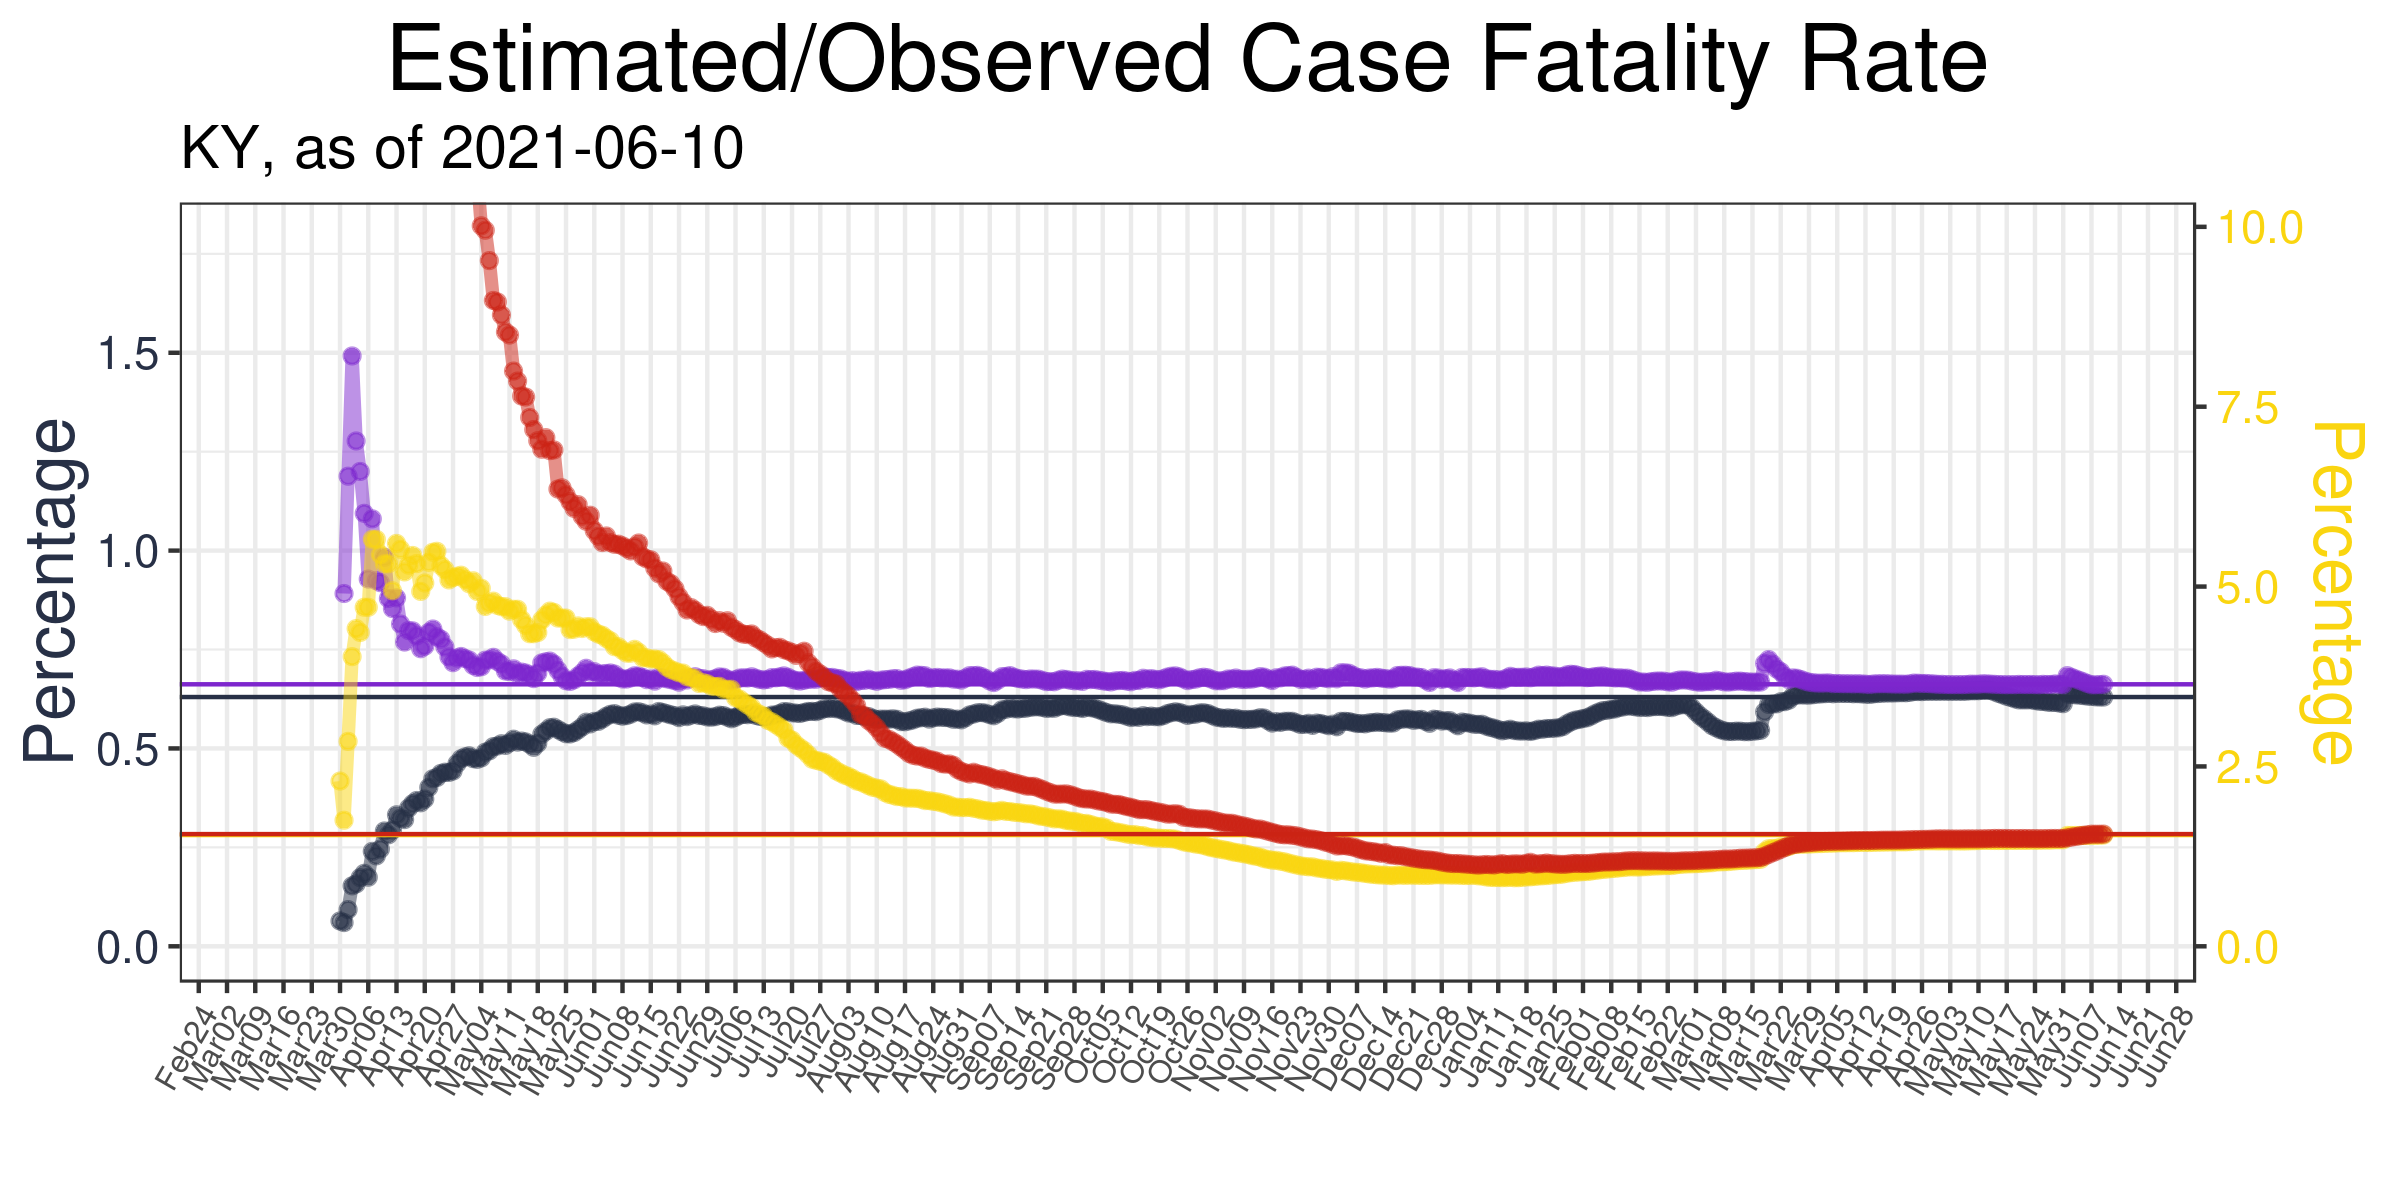 Estimated/Observed Case Fatality Rate
KY, as of 2021-06-10
Percentage
1.5
1.0
0.5
0.0
10.0
7.5
5.0
2.5
0.0
Percentage
Feb24
Mar02
Mar09
Mar16
Mar23
Mar30
Apr06
Apr13
Apr20
Apr27
May04
May11
May18
May25
Jun01
Jun08
Jun15
Jun22
Jun29
Jul06
Jul13
Jul20
Jul27
Aug03
Aug10
Aug17
Aug24
Aug31
Sep07
Sep14
Sep21
Sep28
Oct05
Oct12
Oct19
Oct26
Nov02
Nov09
Nov16
Nov23
Nov30
Dec07
Dec14
Dec21
Dec28
Jan04
Jan11
Jan18
Jan25
Feb01
Feb08
Feb15
Feb22
Mar01
Mar08
Mar15
Mar22
Mar29
Apr05
Apr12
Apr19
Apr26
May03
May10
May17
May24
May31
Jun07
Jun14
Jun21
Jun28